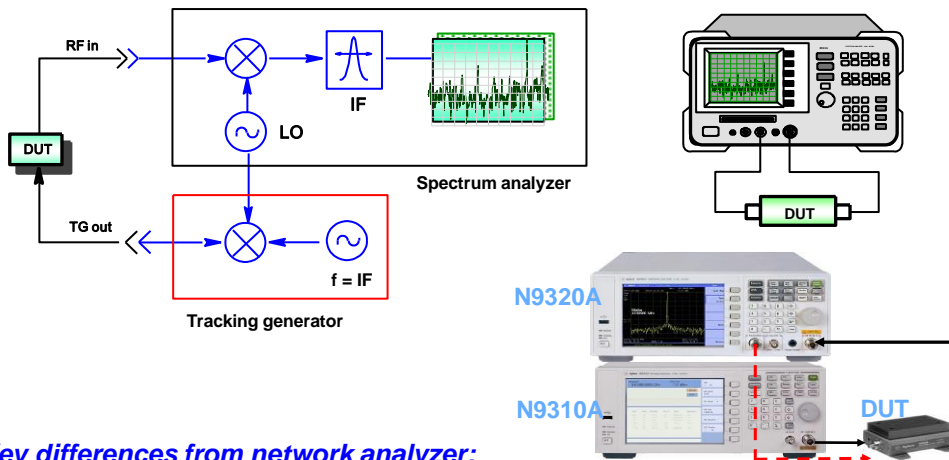 RF in
IF
LO
DUT
Spectrum analyzer
TG out
f = IF
Tracking generator
DUT
N9320A
N9310A
DUT
ey differences from network analyzer: